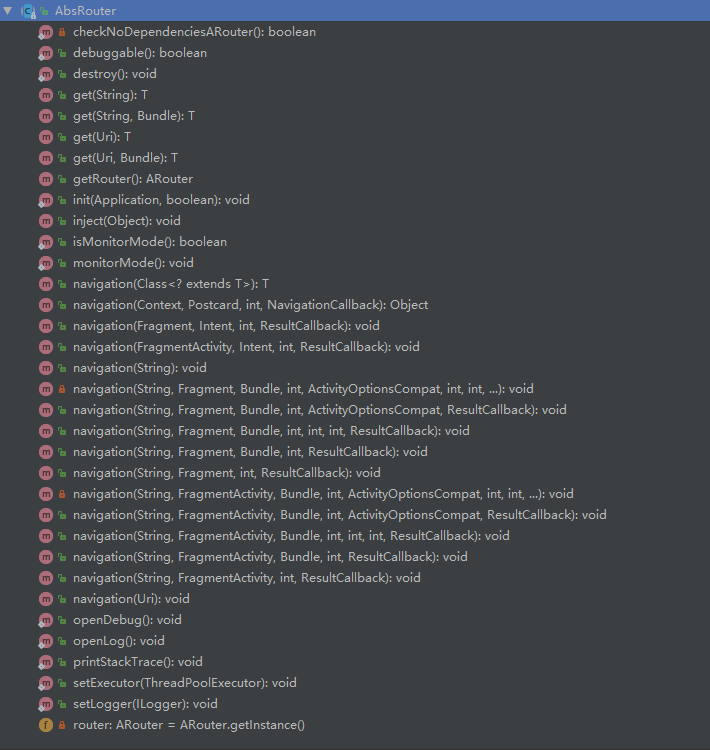 AbsRouter
checkNoDependenciesARouter(): boolean
debuggable(): boolean
destroy(): void
get(String): T
get(String, Bundle): T
get(Uri): T
get(Uri, Bundle): T
getRouter(): ARouter
init(Application, boolean): void
inject(Object): void
isMonitorMode(): boolean
monitorMode(): void
navigation(Class<? extends T>): T
navigation(Context, Postcard, int, NavigationCallback): Object
navigation(Fragment, Intent, int, ResultCallback): void
navigation(FragmentActivity, Intent, int, ResultCallback): void
navigation(String): void
navigation(String, Fragment, Bundle, int, ActivityOptionsCompat, int, int, ...): void
navigation(String, Fragment, Bundle, int, ActivityOptionsCompat, ResultCallback): void
navigation(String, Fragment, Bundle, int, int, int, ResultCallback): void
navigation(String, Fragment, Bundle, int, ResultCallback): void
navigation(String, Fragment, int, ResultCallback): void
navigation(String, FragmentActivity, Bundle, int, ActivityOptionsCompat, int, int, ...): void
navigation(String, FragmentActivity, Bundle, int, ActivityOptionsCompat, ResultCallback): void
navigation(String, FragmentActivity, Bundle, int, int, int, ResultCallback): void
navigation(String, FragmentActivity, Bundle, int, ResultCallback): void
navigation(String, FragmentActivity, int, ResultCallback): void
navigation(Uri): void
openDebug(): void
openLog(): void
printStackTrace(): void
setExecutor(ThreadPoolExecutor): void
setLogger(ILogger): void
router: ARouter = ARouter.getInstance()